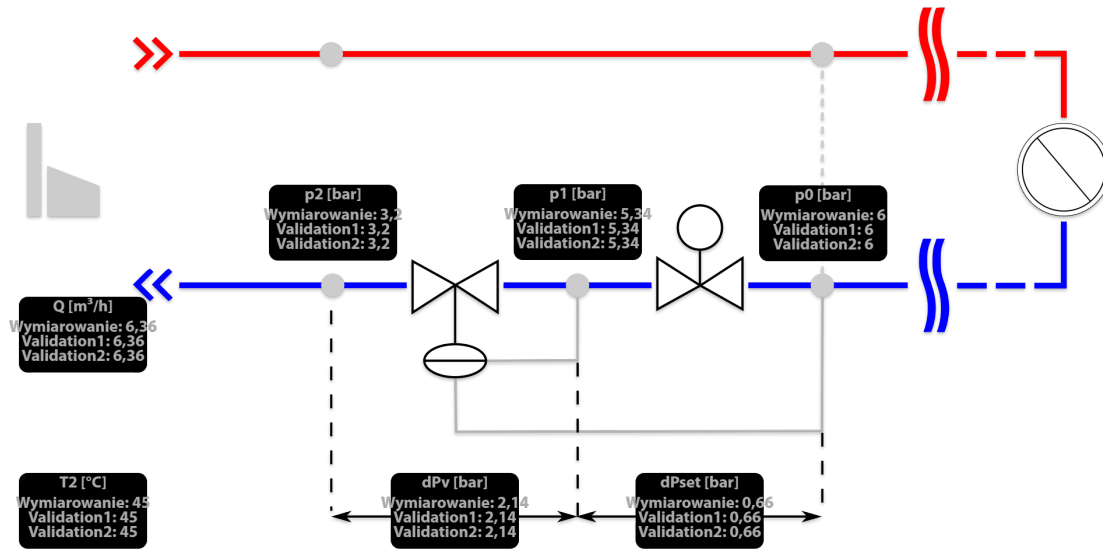 p2 [bar]
Wymiarowanie: 3,2
Validation1: 3,2
Validation2: 3,2
p1 [bar]
Wymiarowanie: 5,34
Validation1: 5,34
Validation2: 5,34
p0 [bar]
Wymiarowanie: 6
Validation1: 6
Validation2: 6
Q [m³/h]
Wymiarowanie: 6,36
Validation1: 6,36
Validation2: 6,36
T2 [°C]
Wymiarowanie: 45
Validation1: 45
Validation2: 45
dPv [bar]
Wymiarowanie: 2,14
Validation1: 2,14
Validation2: 2,14
dPset [bar]
Wymiarowanie: 0,66
Validation1: 0,66
Validation2: 0,66